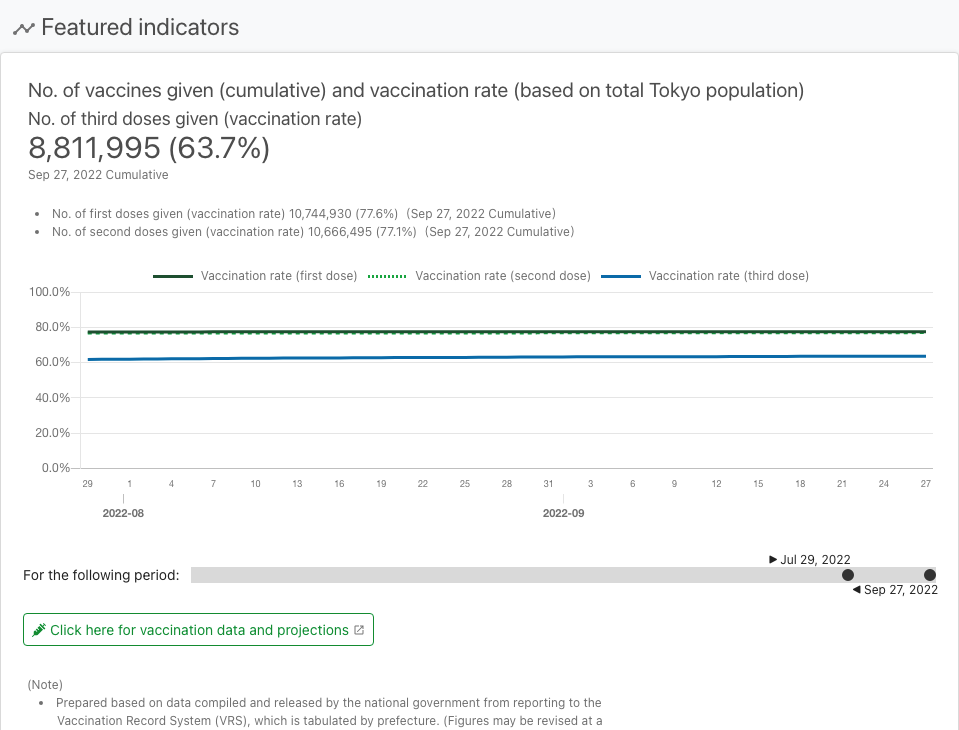 Featured indicators
No. of vaccines given (cumulative) and vaccination rate (based on total Tokyo population)
No. of third doses given (vaccination rate)
8,811,995 (63.7%)
Sep 27, 2022 Cumulative
No. of first doses given (vaccination rate) 10,744,930 (77.6%) (Sep 27, 2022 Cumulative)
No. of second doses given (vaccination rate) 10,666,495 (77.1%) (Sep 27, 2022 Cumulative)
Vaccination rate (first dose) Vaccination rate (second dose) Vaccination rate (third dose)
100.0%
80.0%
60.0%
40.0%
20.0%
0.0%
29 1 4 7 10 13 16 19 22 25 28 31 3 6 9 12 15 18 21 24 27
2022-08 2022-09
Jul 29, 2022
For the following period:
Sep 27, 2022
Click here for vaccination data and projections
(Note)
Prepared based on data compiled and released by the national government from reporting to the
Vaccination Record System (VRS), which is tabulated by prefecture. (Figures may be revised at a